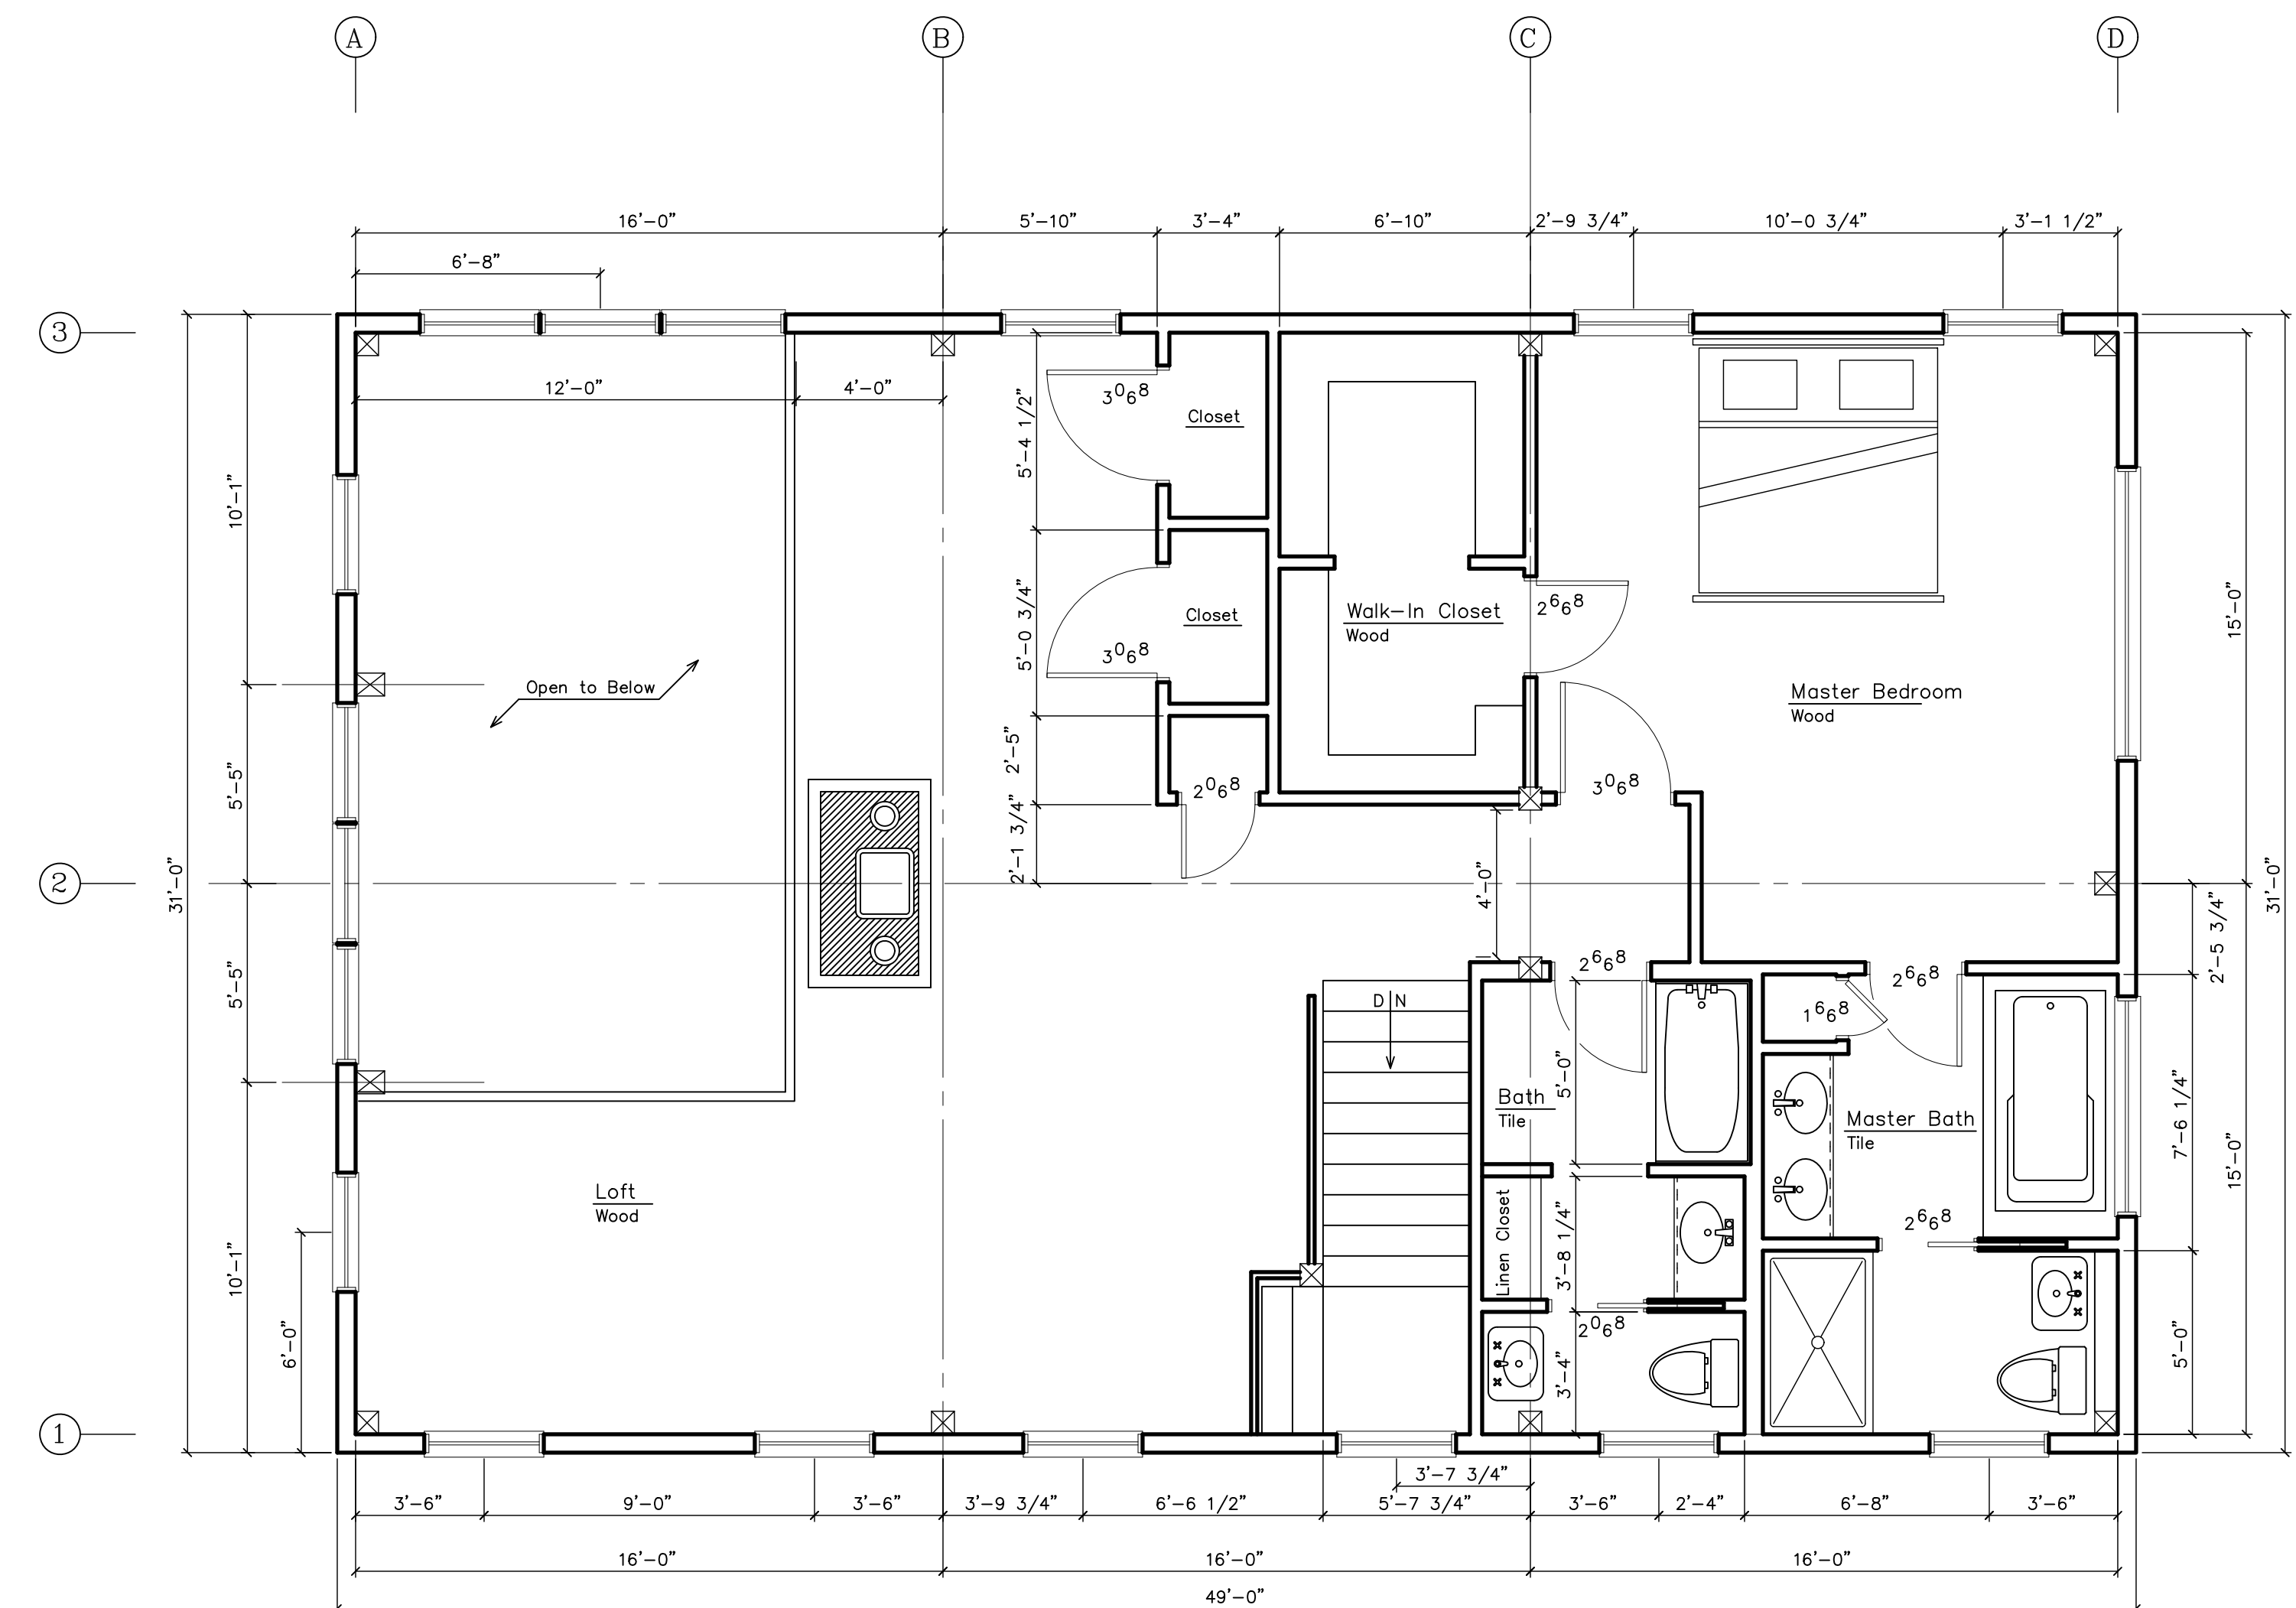 A B C D
16'-0" 5'-10" 3'-4" 6'-10" 2'-9 3/4" 10'-0 3/4" 3'-1 1/2"
6'-8"
3
12'-0" 4'-0"
3068
Closet
5'-4 1/2"
10'-1"
3068
Closet
5'-0 3/4"
Walk-In Closet
Wood
2668
15'-0"
Open to Below
Master Bedroom
Wood
2'-5"
5'-5"
2068
3068
2'-1 3/4"
31'-0"
2
4'-0"
31'-0"
2'-5 3/4"
5'-5"
2668
2668
DN
1668
5'-0"
Bath
Tile
Master Bath
Tile
7'-6 1/4"
15'-0"
Loft
Wood
Linen Closet
3'-8 1/4"
2668
10'-1"
6'-0"
2068
3'-4"
5'-0"
1
3'-7 3/4"
3'-6" 9'-0" 3'-6" 3'-9 3/4" 6'-6 1/2" 5'-7 3/4" 3'-6" 2'-4" 6'-8" 3'-6"
16'-0" 16'-0" 16'-0"
49'-0"